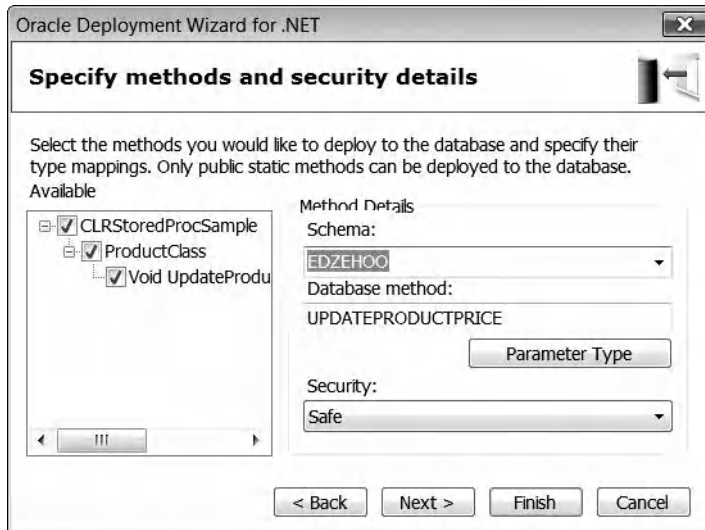 Oracle Deployment Wizard for .NET
Specify methods and security details
Select the methods you would like to deploy to the database and specify their
type mappings. Only public static methods can be deployed to the database.
Available
CLRStoredProcSample
ProductClass
Void UpdateProdu
Method Details
Schema:
EDZEHOO
Database method:
UPDATEPRODUCTPRICE
Parameter Type
Security:
Safe
< Back
Next >
Finish
Cancel